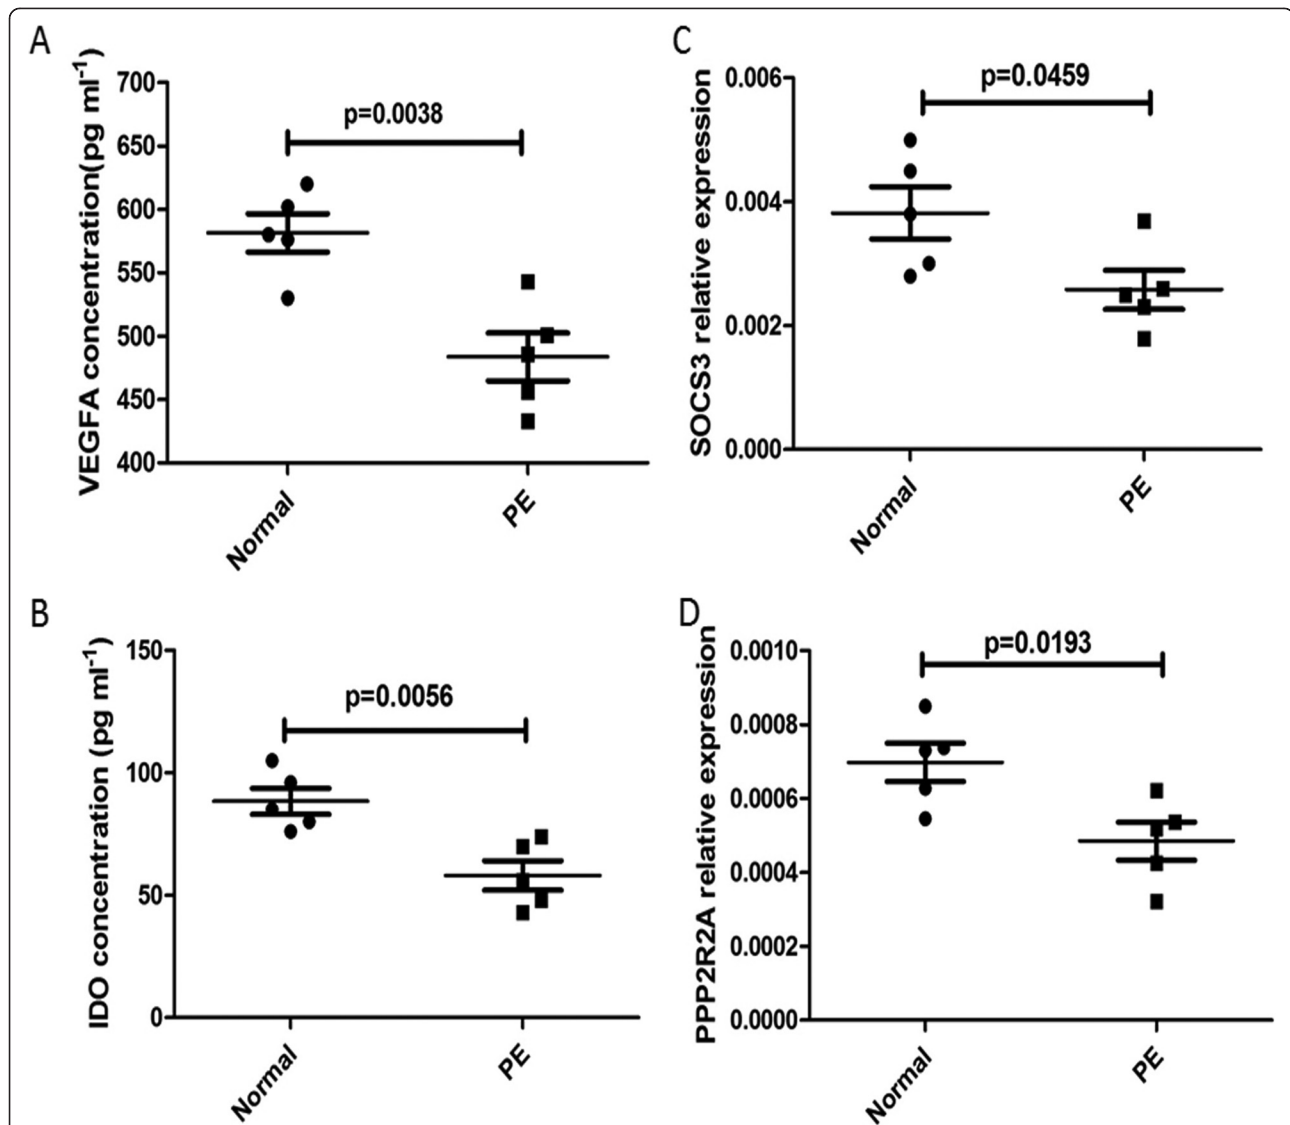 A
VEGFA concentration(pg ml-1)
700
650
600
550
500
450
400
p=0.0038
Normal
PE
C
SOCS3 relative expression
0.006
0.004
0.002
0.000
p=0.0459
Normal
PE
B
IDO concentration (pg ml-1)
150
100
50
0
p=0.0056
Normal
PE
D
PPP2R2A relative expression
0.0010
0.0008
0.0006
0.0004
0.0002
0.0000
p=0.0193
Normal
PE